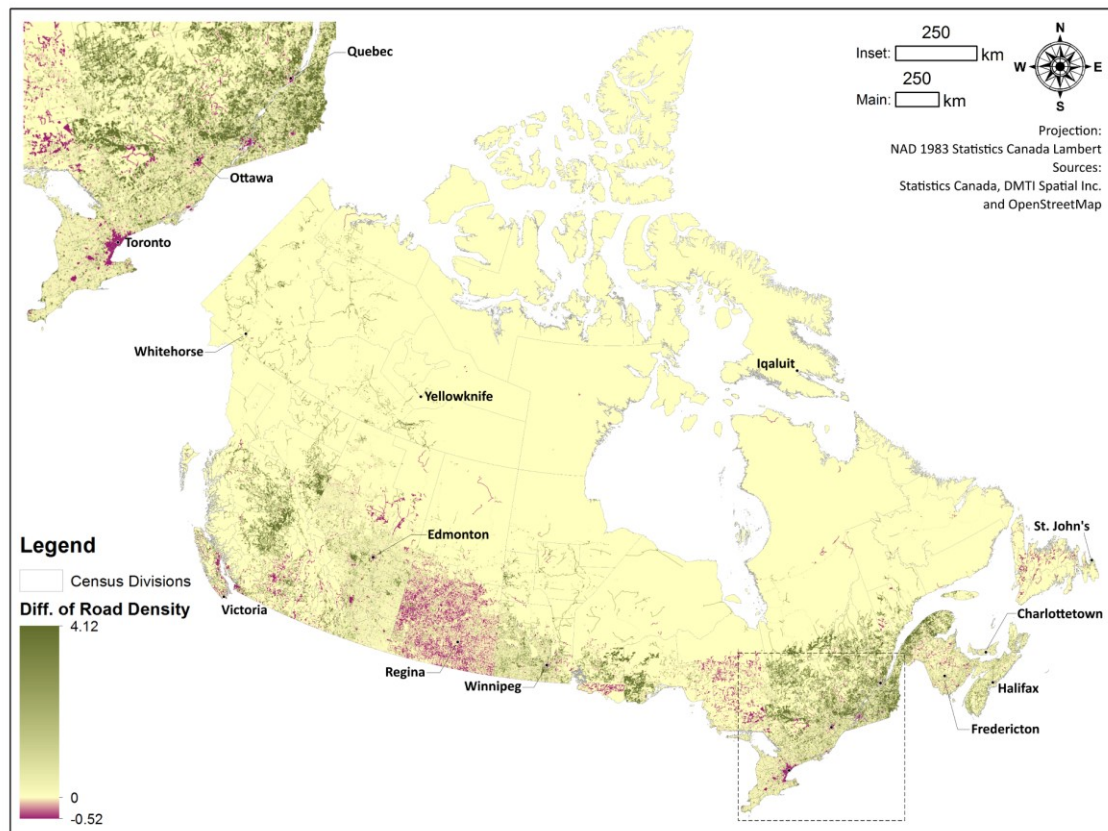 Quebec
Ottawa
Toronto
250
Inset:
km
250
Main:
km
N
W
E
S
Projection:
NAD 1983 Statistics Canada Lambert
Sources:
Statistics Canada, DMTI Spatial Inc.
and OpenStreetMap
Whitehorse
Yellowknife
Iqaluit
Edmonton
St. John's
Victoria
Charlottetown
Regina
Winnipeg
Halifax
Fredericton
Legend
Census Divisions
Diff. of Road Density
4.12
0
-0.52